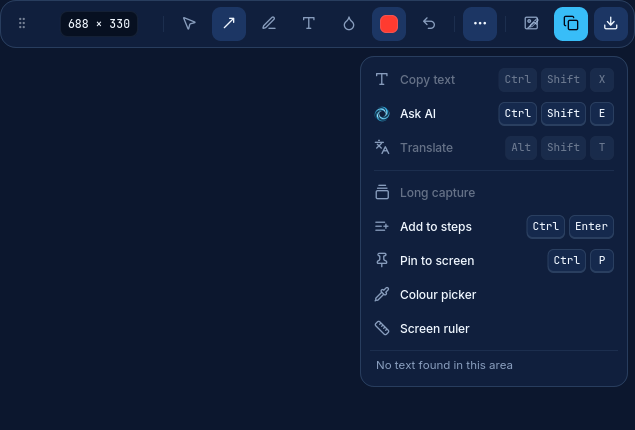 688 × 330
Copy text Ctrl Shift X
Ask AI Ctrl Shift E
Translate Alt Shift T
Long capture
Add to steps Ctrl Enter
Pin to screen Ctrl P
Colour picker
Screen ruler
No text found in this area